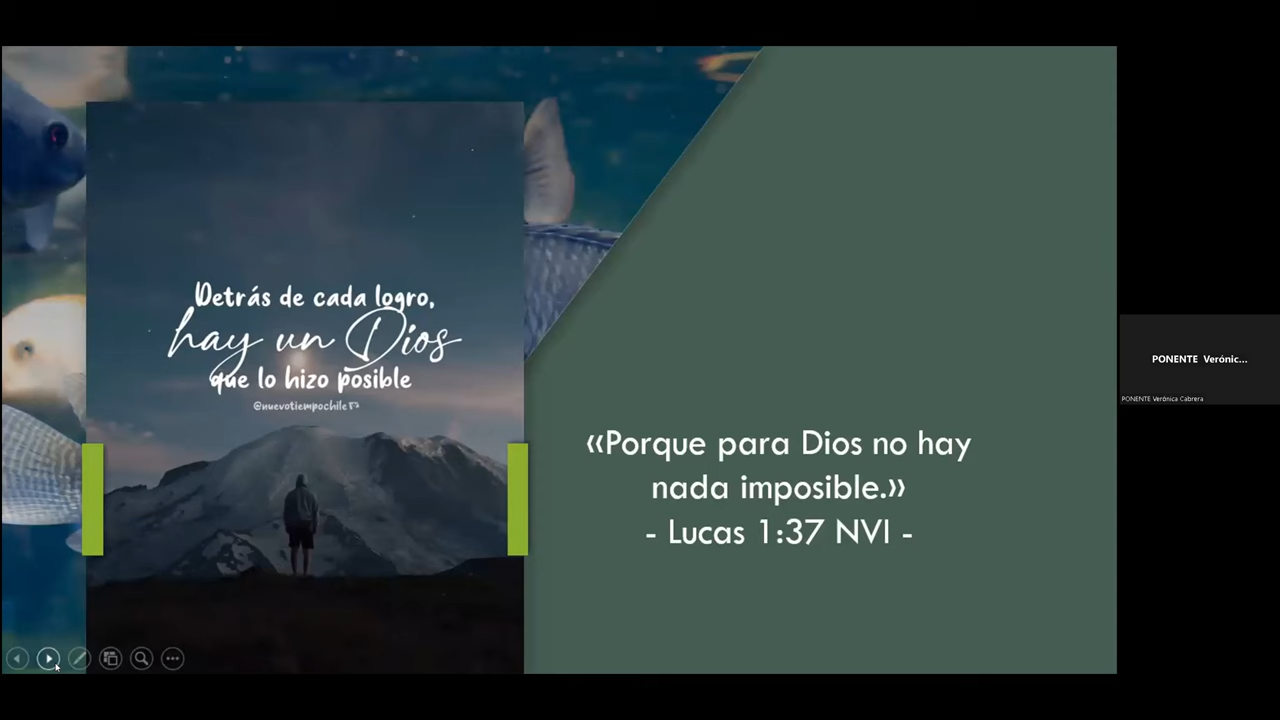 Detrás de cada logro,
hay un Dios
que lo hizo posible
@nuevotiempochile
«Porque para Dios no hay
nada imposible.»
- Lucas 1:37 NVI -
PONENTE Verónic...
PONENTE Verónica Cabrera